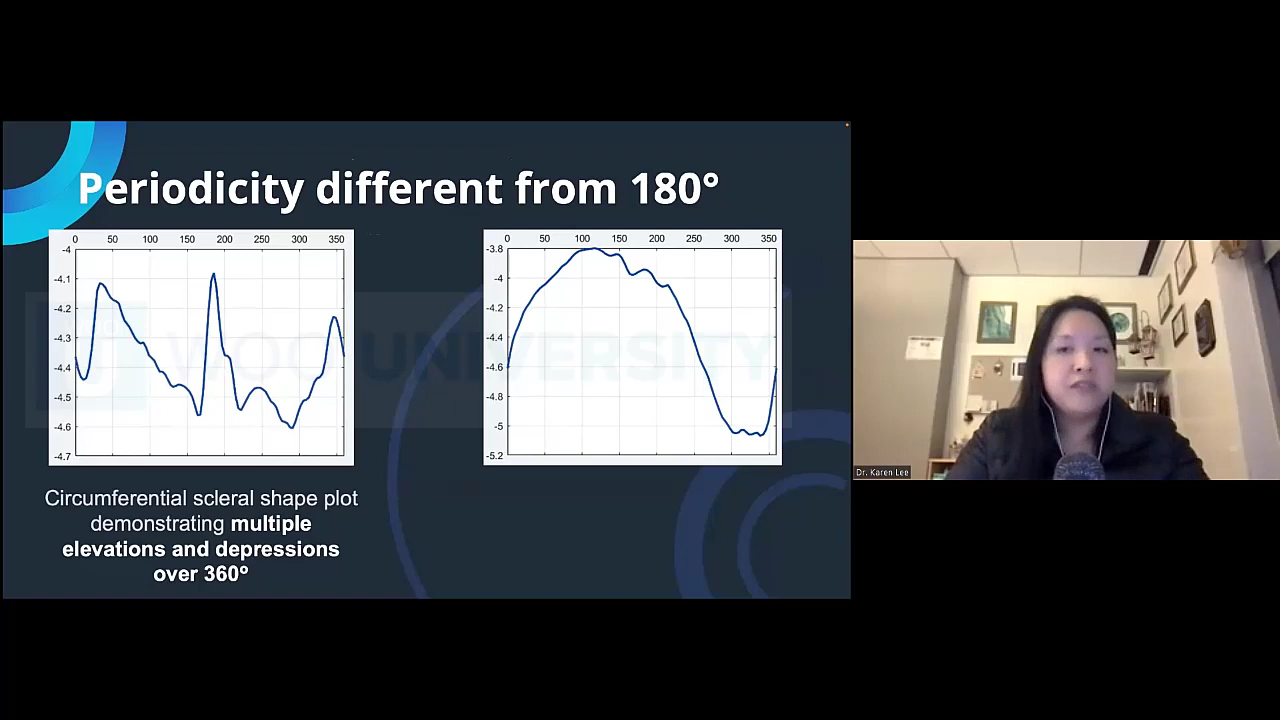 Periodicity different from 180°
0 50 100 150 200 250 300 350
-4
-4.1
-4.2
-4.3
-4.4
-4.5
-4.6
-4.7
0 50 100 150 200 250 300 350
-3.8
-4
-4.2
-4.4
-4.6
-4.8
-5
-5.2
WOO UNIVERSITY
Circumferential scleral shape plot
demonstrating multiple
elevations and depressions
over 360°
Dr. Karen Lee